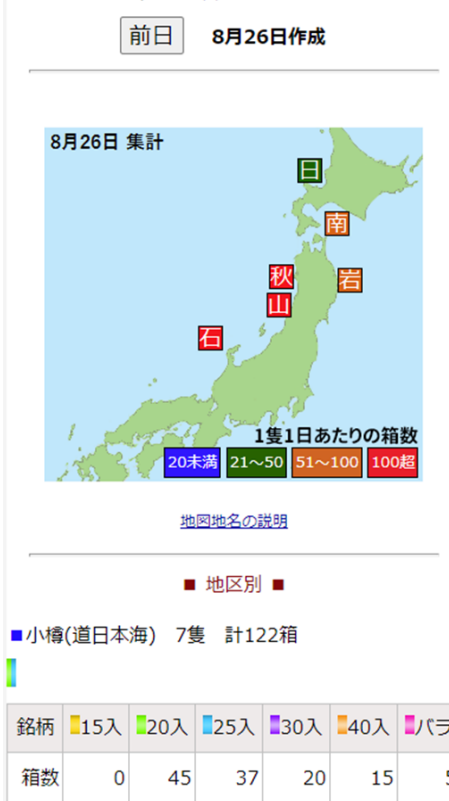 前日 8月26日作成
8月26日 集計
日
南
秋
岩
山
石
1隻1日あたりの箱数
20未満 21～50 51～100 100超
地図地名の説明
■ 地区別 ■
■小樽(道日本海) 7隻 計122箱
銘柄 15入 20入 25入 30入 40入 バラ
箱数 0 45 37 20 15